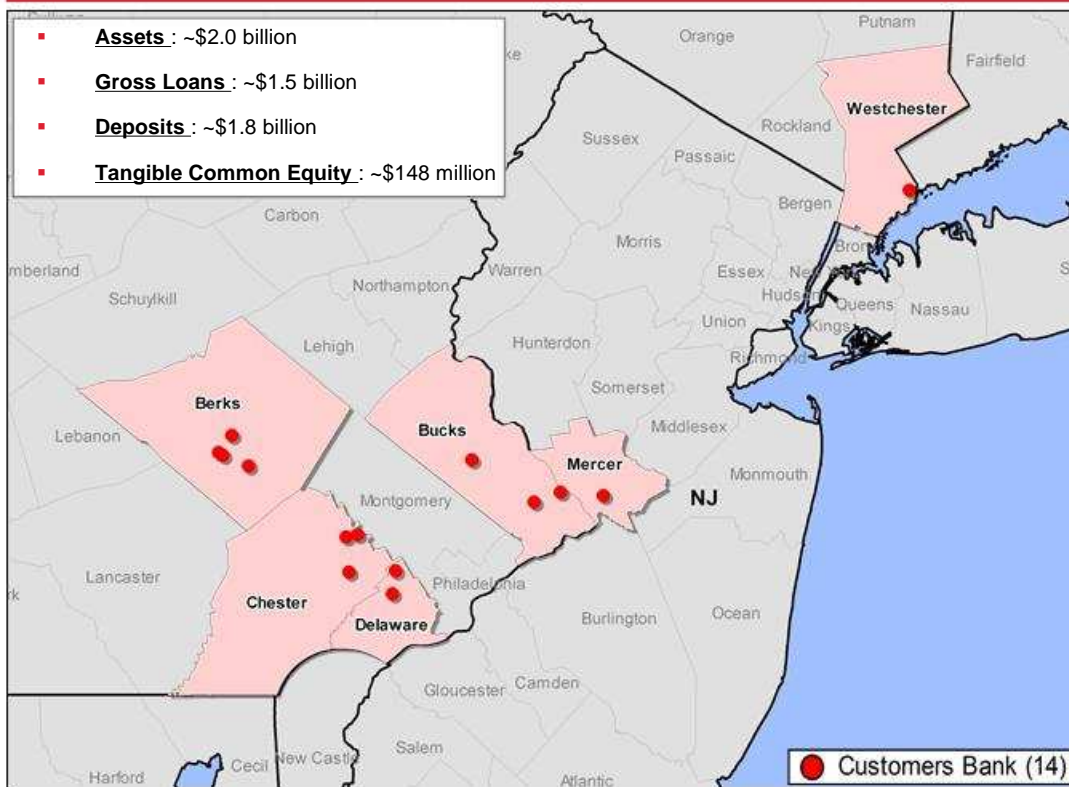 Assets : ~$2.0 billion
Gross Loans : ~$1.5 billion
Deposits : ~$1.8 billion
Tangible Common Equity : ~$148 million
Putnam
Orange
Fairfield
Westchester
Rockland
Sussex
Passaic
Carbon
Bergen
Morris
mberland
Warren
Essex
Schuylkill
Northampton
Hudson
Queens
Nassau
Union
Kings
Lehigh
Hunterdon
Richmond
Somerset
Berks
Bucks
Middlesex
Lebanon
Mercer
Monmouth
Montgomery
NJ
Lancaster
Philadelphia
Chester
Delaware
Burlington
Ocean
Gloucester
Camden
Salem
New Castle
Cecil
Harford
Atlantic
Customers Bank (14)